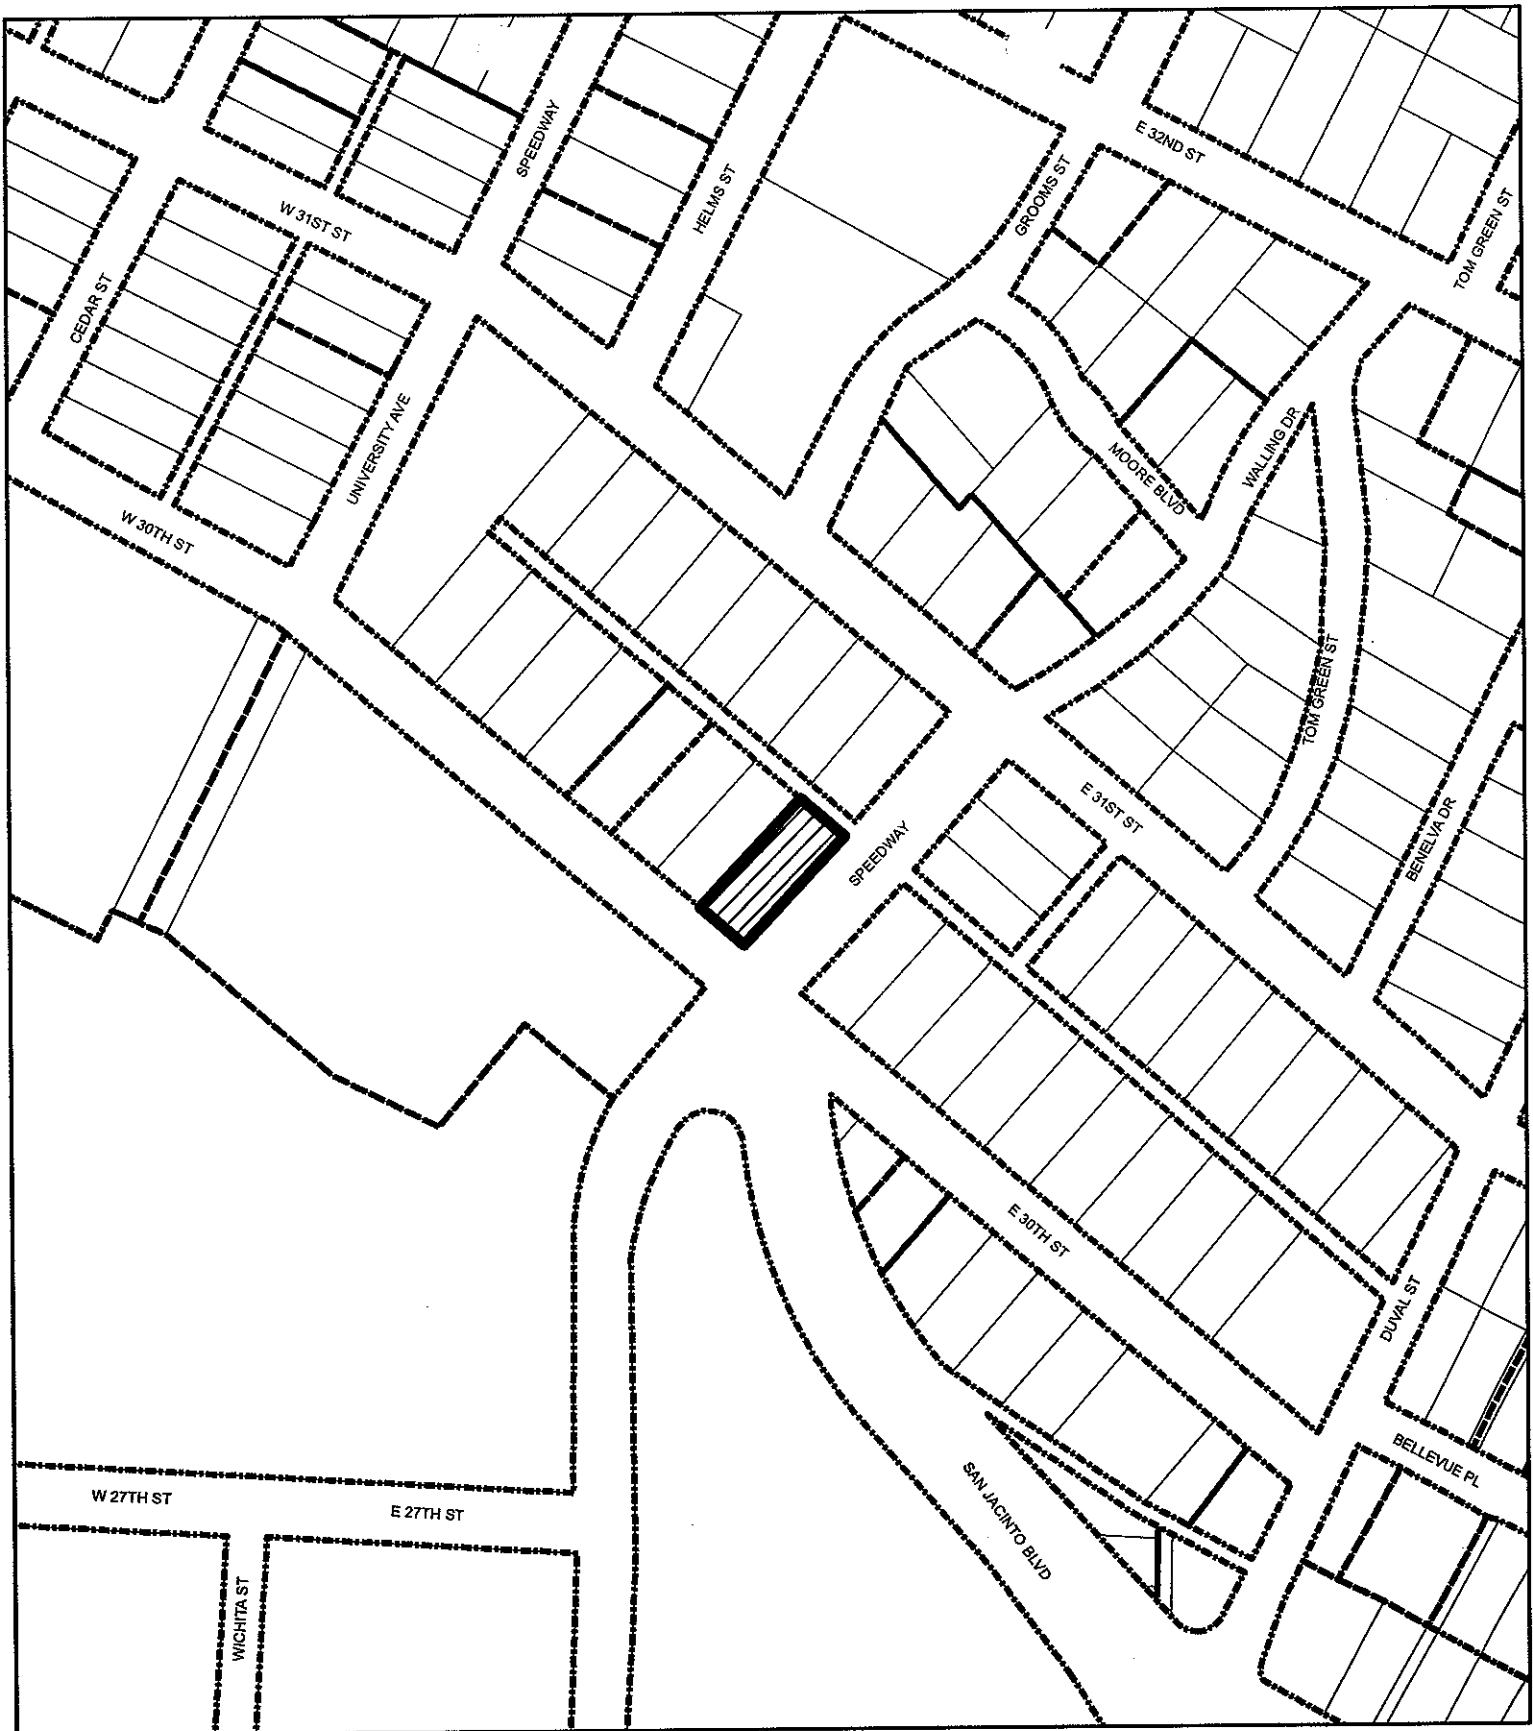 E 32ND ST
SPEEDWAY
HELMS ST
GROOMS ST
W 31ST ST
TOM GREEN ST
CEDAR ST
UNIVERSITY AVE
WALLING DR
MOORE BLVD
W 30TH ST
TOM GREEN ST
E 31ST ST
BENELVA DR
SPEEDWAY
E 30TH ST
DUVAL ST
BELLEVUE PL
SAN JACINTO BLVD
W 27TH ST
E 27TH ST
WICHITA ST